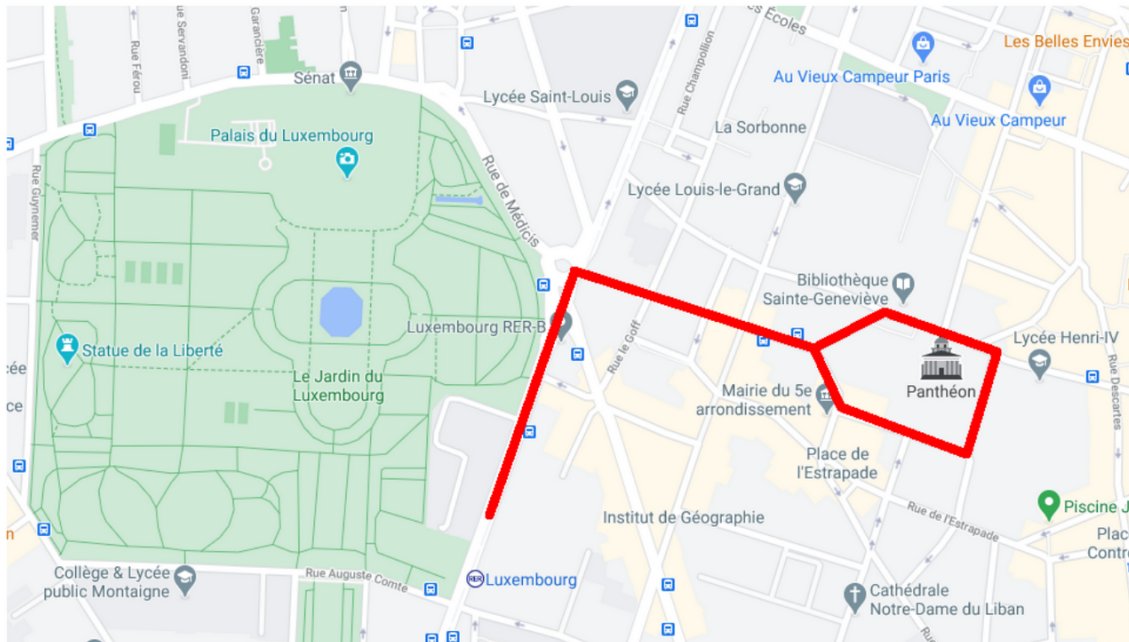 Garancière
Rue Servandoni
Rue Férou
Écoles
Les Belles Envies
Sénat
Au Vieux Campeur Paris
Rue Champollion
Lycée Saint-Louis
Au Vieux Campeur
La Sorbonne
Palais du Luxembourg
Rue de Médicis
Rue Guynemer
Lycée Louis-le-Grand
Bibliothèque
Sainte-Geneviève
Luxembourg RER-B
Rue le Goff
Lycée Henri-IV
Statue de la Liberté
Le Jardin du
Luxembourg
Mairie du 5e
arrondissement
Panthéon
Rue Descartes
Place de
l'Estrapade
Rue de l'Estrapade
Institut de Géographie
Piscine J
Place
Contre
Collège & Lycée
public Montaigne
Rue Auguste Comte
RER
Luxembourg
Cathédrale
Notre-Dame du Liban